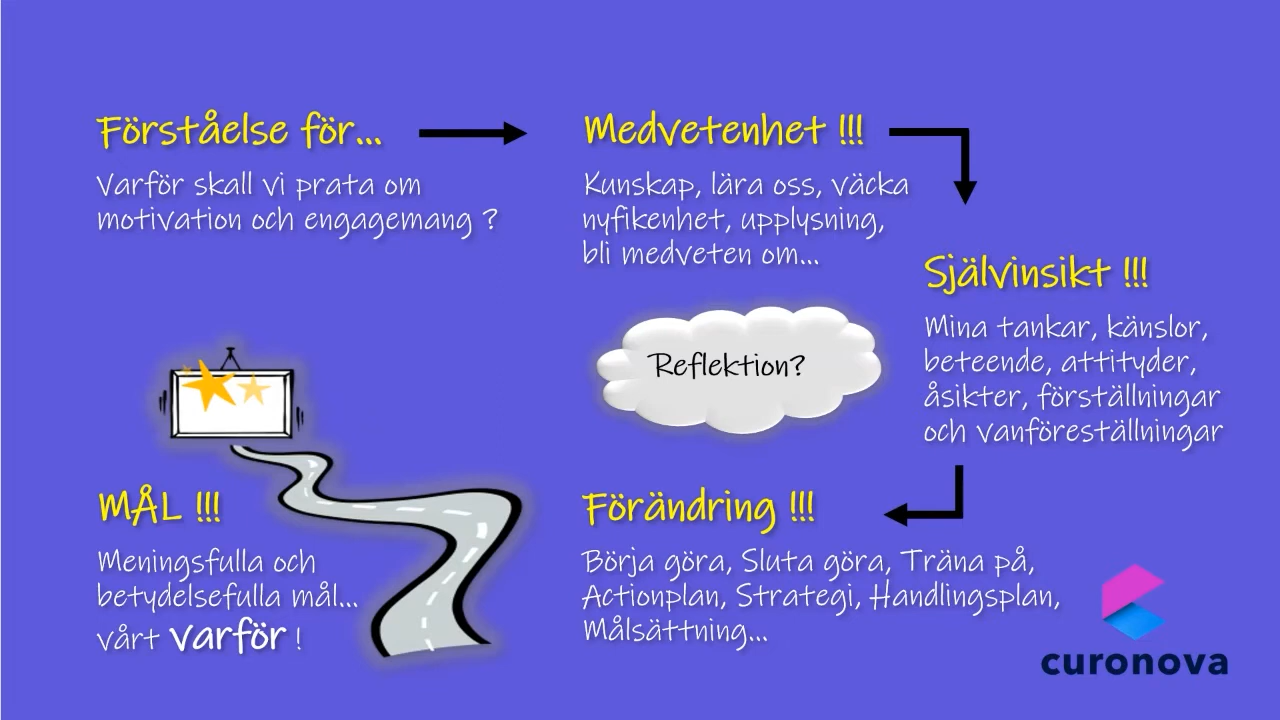 Förståelse för...
Varför skall vi prata om
motivation och engagemang ?
Medvetenhet !!!
Kunskap, lära oss, väcka
nyfikenhet, upplysning,
bli medveten om...
Självinsikt !!!
Mina tankar, känslor,
beteende, attityder,
åsikter, förställningar
och vanföreställningar
Reflektion?
Förändring !!!
Börja göra, Sluta göra, Träna på,
Actionplan, Strategi, Handlingsplan,
Målsättning...
MÅL !!!
Meningsfulla och
betydelsefulla mål...
vårt varför !
curonova